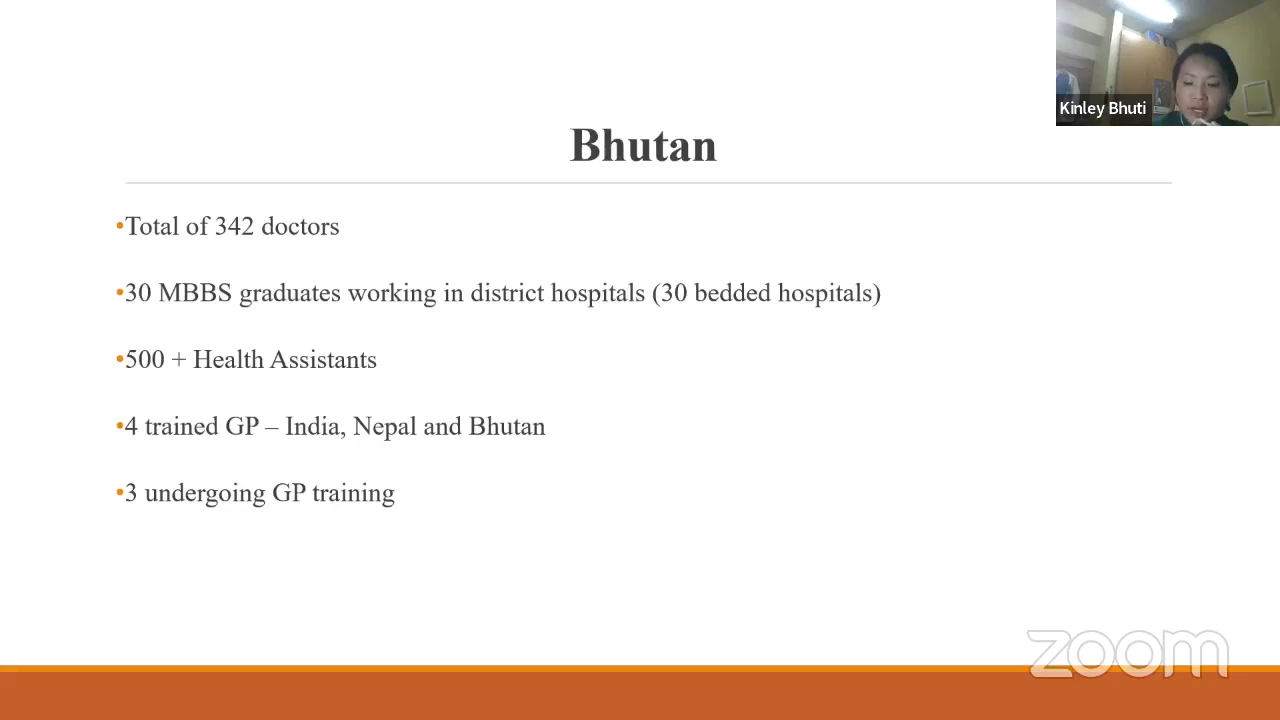 Kinley Bhuti
Bhutan
•Total of 342 doctors
•30 MBBS graduates working in district hospitals (30 bedded hospitals)
•500 + Health Assistants
•4 trained GP – India, Nepal and Bhutan
•3 undergoing GP training
zoom